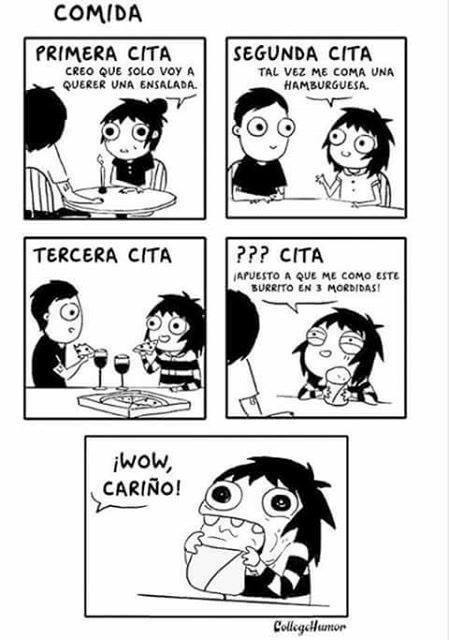 COMIDA
PRIMERA CITA
CREO QUE SOLO VOY A
QUERER UNA ENSALADA.
SEGUNDA CITA
TAL VEZ ME COMA UNA
HAMBURGUESA.
TERCERA CITA
??? CITA
¡APUESTO A QUE ME COMO ESTE
BURRITO EN 3 MORDIDAS!
¡WOW,
CARIÑO!
CollegeHumor